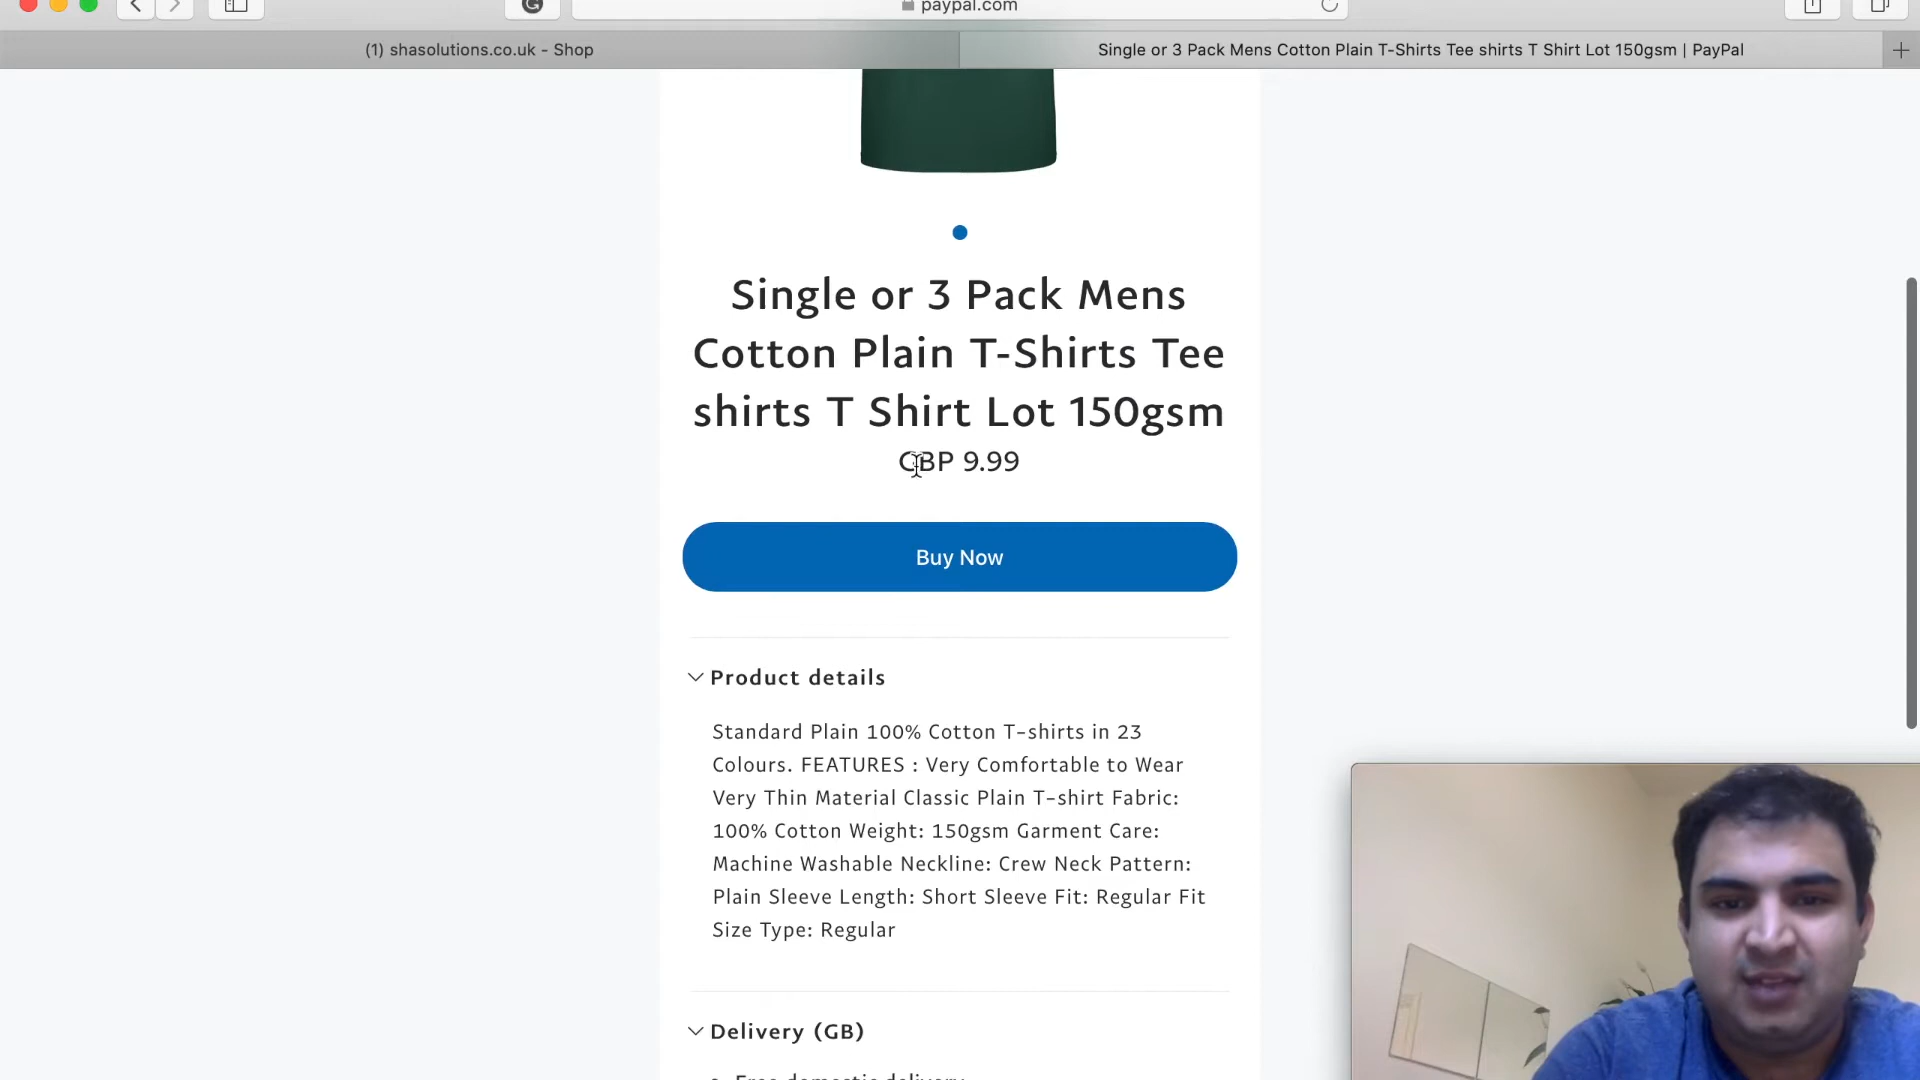 paypal.com
(1) shasolutions.co.uk - Shop
Single or 3 Pack Mens Cotton Plain T-Shirts Tee shirts T Shirt Lot 150gsm | PayPal
Single or 3 Pack Mens
Cotton Plain T-Shirts Tee
shirts T Shirt Lot 150gsm
GBP 9.99
Buy Now
Product details
Standard Plain 100% Cotton T-shirts in 23
Colours. FEATURES : Very Comfortable to Wear
Very Thin Material Classic Plain T-shirt Fabric:
100% Cotton Weight: 150gsm Garment Care:
Machine Washable Neckline: Crew Neck Pattern:
Plain Sleeve Length: Short Sleeve Fit: Regular Fit
Size Type: Regular
Delivery (GB)
Free domestic delivery